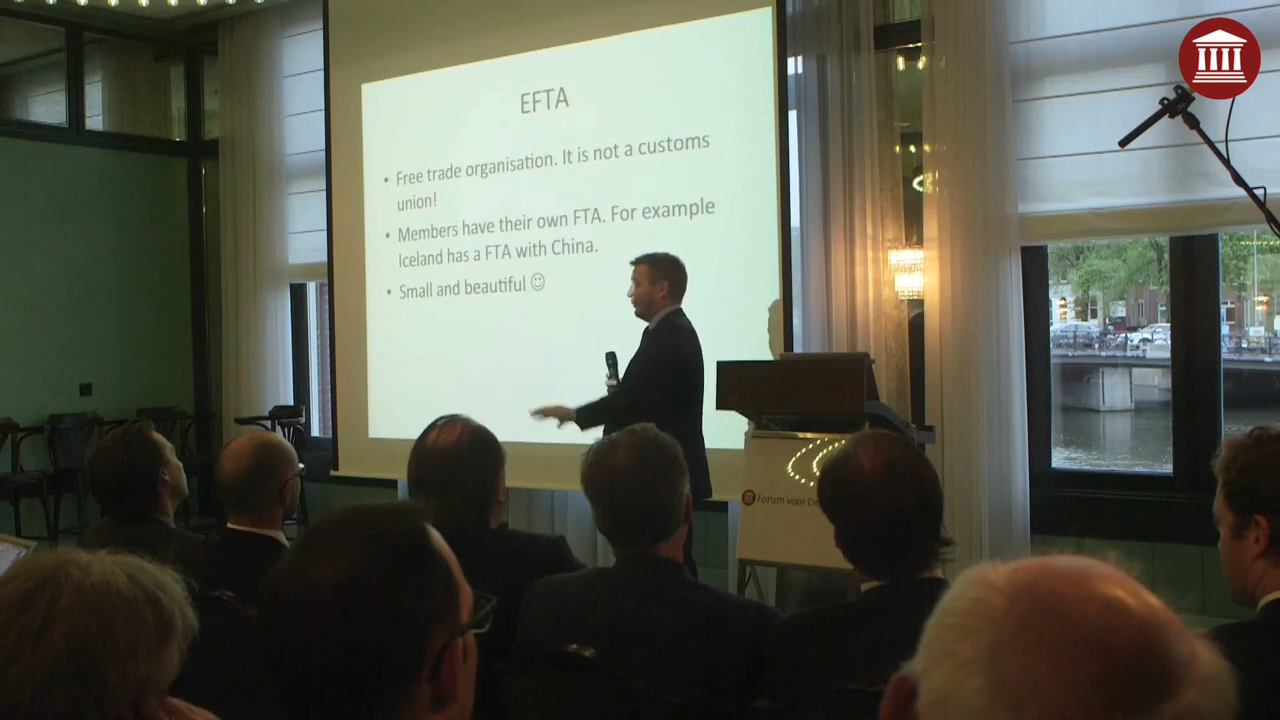 EFTA
• Free trade organisation. It is not a customs
union!
• Members have their own FTA. For example
Iceland has a FTA with China.
• Small and beautiful ☺
Forum voor De